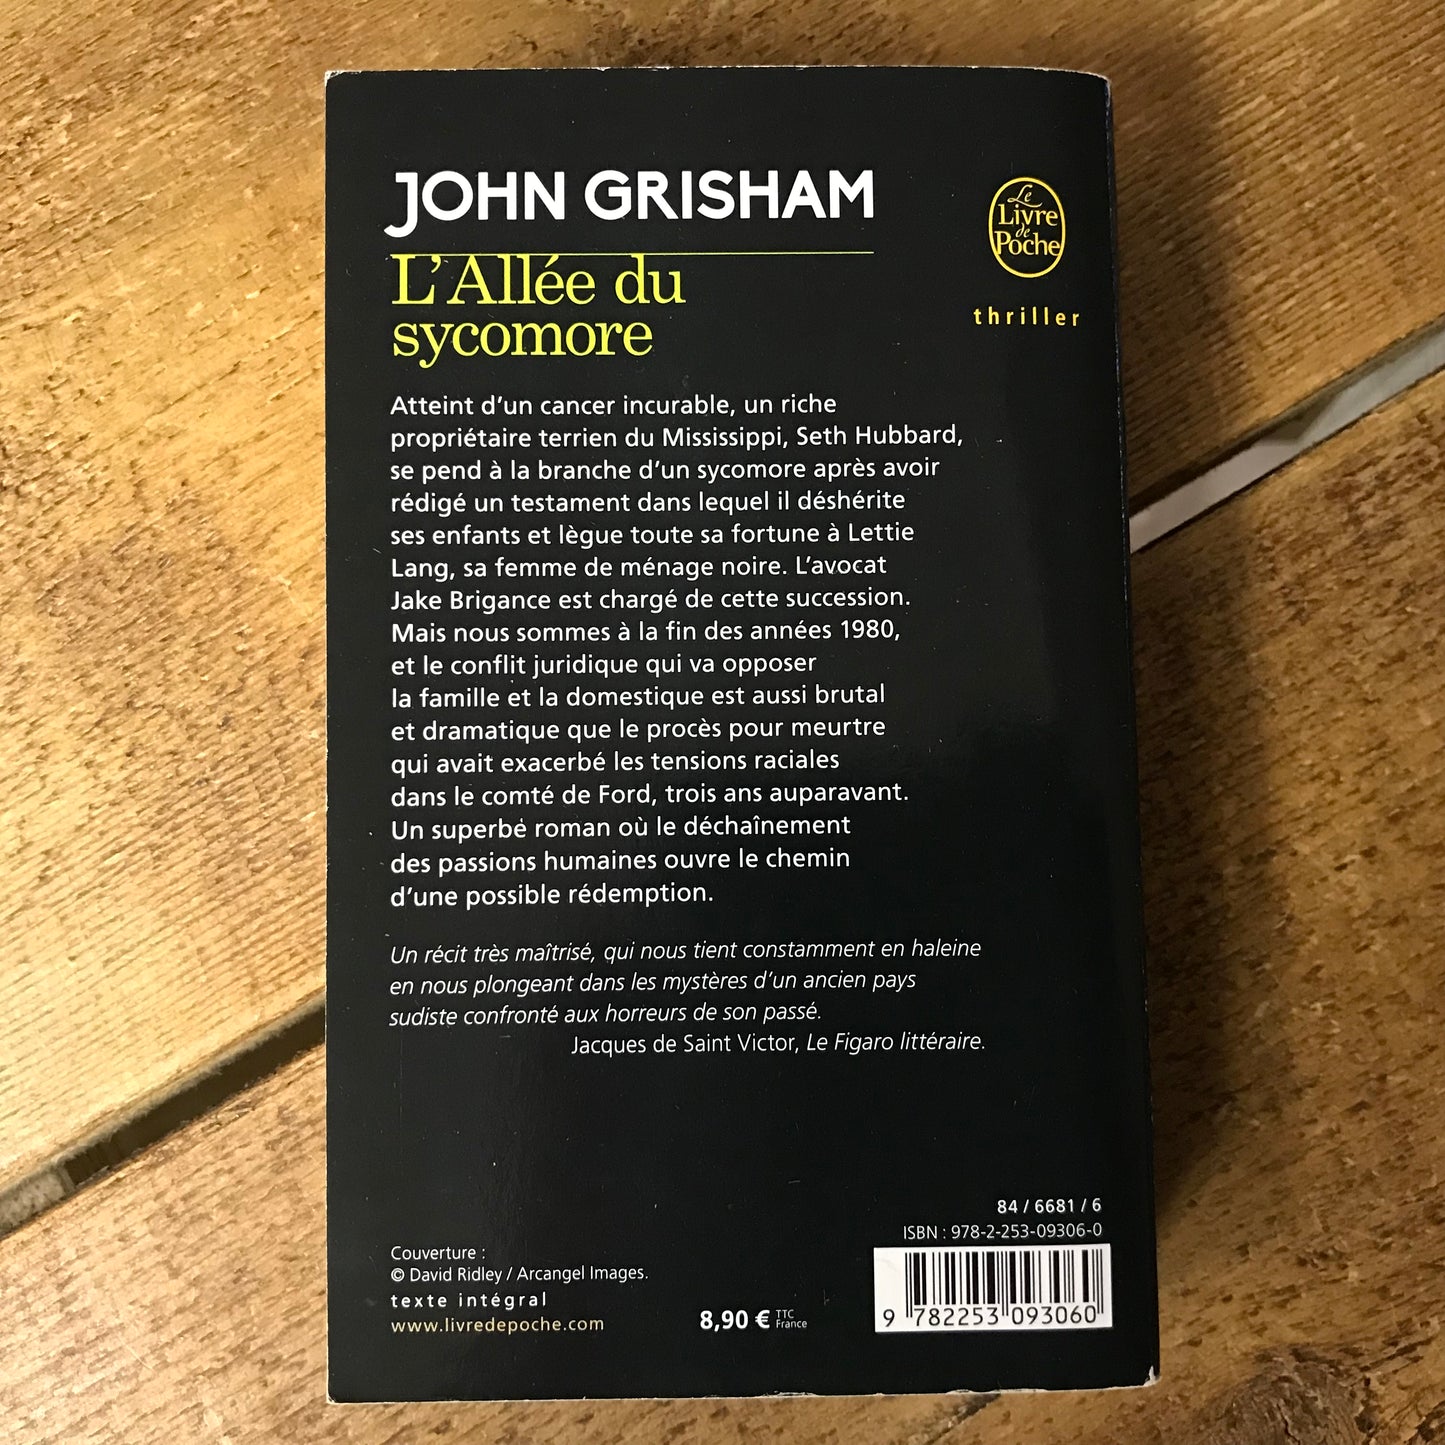 JOHN GRISHAM
L'Allée du
sycomore
Le
Livre
de
Poche
thriller
Atteint d'un cancer incurable, un riche
propriétaire terrien du Mississippi, Seth Hubbard,
se pend à la branche d'un sycomore après avoir
rédigé un testament dans lequel il déshérite
ses enfants et lègue toute sa fortune à Lettie
Lang, sa femme de ménage noire. L'avocat
Jake Brigance est chargé de cette succession.
Mais nous sommes à la fin des années 1980,
et le conflit juridique qui va opposer
la famille et la domestique est aussi brutal
et dramatique que le procès pour meurtre
qui avait exacerbé les tensions raciales
dans le comté de Ford, trois ans auparavant.
Un superbe roman où le déchaînement
des passions humaines ouvre le chemin
d'une possible rédemption.
Un récit très maîtrisé, qui nous tient constamment en haleine
en nous plongeant dans les mystères d'un ancien pays
sudiste confronté aux horreurs de son passé.
Jacques de Saint Victor, Le Figaro littéraire.
Couverture :
© David Ridley / Arcangel Images.
texte intégral
www.livredepoche.com
8,90 € TTC
France
84 / 6681 / 6
ISBN : 978-2-253-09306-0
9 782253 093060